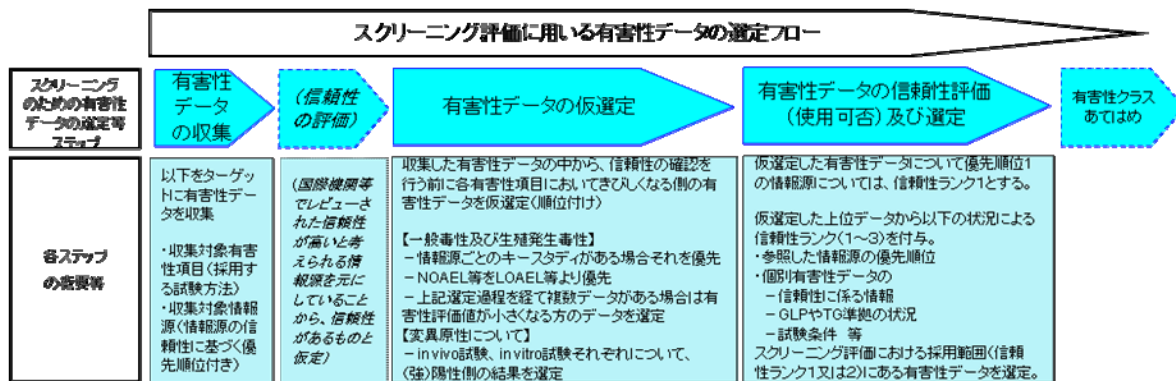 スクリーニング評価に用いる有害性データの選定フロー
スクリーニング
のための有害性
データの選定等
ステップ
有害性
データ
の収集
(信頼性
の評価)
有害性データの仮選定
有害性データの信頼性評価
(使用可否)及び選定
有害性クラス
あてはめ
各ステップ
の概要等
以下をターゲッ
トに有害性デー
タを収集
・収集対象有害
性項目(採用す
る試験方法)
・収集対象情報
源(情報源の信
頼性に基づく優
先順位付き)
(国際機関等
でレビューさ
れた信頼性
が高いと考
えられる情
報源を元に
していること
から、信頼性
があるものと
仮定)
収集した有害性データの中から、信頼性の確認を
行う前に各有害性項目においてきびしくなる側の有
害性データを仮選定(順位付け)
【一般毒性及び生殖発生毒性】
－情報源ごとのキースタディがある場合それを優先
－NOAEL等をLOAEL等より優先
－上記選定過程を経て複数データがある場合は有
害性評価値が小さくなる方のデータを選定
【変異原性について】
－in vivo試験、in vitro試験それぞれについて、
(強)陽性側の結果を選定
仮選定した有害性データについて優先順位1
の情報源については、信頼性ランク1とする。
仮選定した上位データから以下の状況による
信頼性ランク(1～3)を付与。
・参照した情報源の優先順位
・個別有害性データの
－信頼性に係る情報
－GLPやTG準拠の状況
－試験条件 等
スクリーニング評価における採用範囲(信頼
性ランク1又は2)にある有害性データを選定。